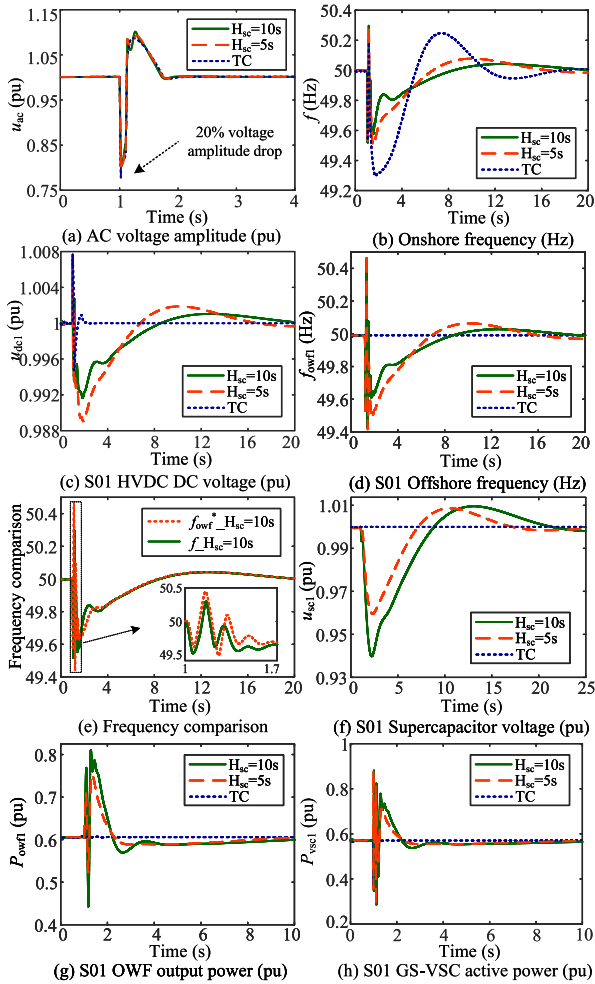 1.15
1.05
0.95
0.85
0.75
u_ac (pu)
H_sc=10s
H_sc=5s
TC
20% voltage
amplitude drop
0 1 2 3 4
Time (s)
(a) AC voltage amplitude (pu)
50.4
50.2
50
49.8
49.6
49.4
49.2
f (Hz)
H_sc=10s
H_sc=5s
TC
0 4 8 12 16 20
Time (s)
(b) Onshore frequency (Hz)
1.008
1.004
1
0.996
0.992
0.988
u_dc1 (pu)
H_sc=10s
H_sc=5s
TC
0 4 8 12 16 20
Time (s)
(c) S01 HVDC DC voltage (pu)
50.4
50.2
50
49.8
49.6
49.4
f_owf1 (Hz)
H_sc=10s
H_sc=5s
TC
0 4 8 12 16 20
Time (s)
(d) S01 Offshore frequency (Hz)
50.4
50.2
50
49.8
49.6
49.4
Frequency comparison
f_owf*_H_sc=10s
f_H_sc=10s
50.5
50
49.5
1 1.7
0 4 8 12 16 20
Time (s)
(e) Frequency comparison
1.01
0.99
0.97
0.95
0.93
u_sc1 (pu)
H_sc=10s
H_sc=5s
TC
0 5 10 15 20 25
Time (s)
(f) S01 Supercapacitor voltage (pu)
0.8
0.7
0.6
0.5
0.4
P_owf1 (pu)
H_sc=10s
H_sc=5s
TC
0 2 4 6 8 10
Time (s)
(g) S01 OWF output power (pu)
1
0.8
0.6
0.4
0.2
P_vsc1 (pu)
H_sc=10s
H_sc=5s
TC
0 2 4 6 8 10
Time (s)
(h) S01 GS-VSC active power (pu)